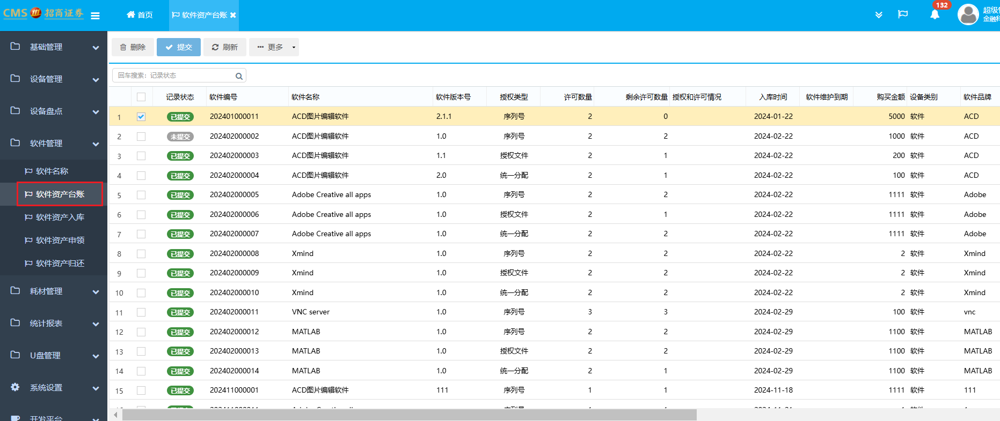 CMS 招商证券
首页
软件资产台账
132
超级管
金融科
基础管理
设备管理
设备盘点
软件管理
软件名称
软件资产台账
软件资产入库
软件资产申领
软件资产归还
耗材管理
统计报表
U盘管理
系统设置
开发平台
删除 提交 刷新 更多
回车搜索：记录状态
记录状态 软件编号 软件名称 软件版本号 授权类型 许可数量 剩余许可数量 授权和许可情况 入库时间 软件维护到期 购买金额 设备类别 软件品牌
1 已提交 202401000011 ACD图片编辑软件 2.1.1 序列号 2 0 2024-01-22 5000 软件 ACD
2 未提交 202402000002 ACD图片编辑软件 1.0 序列号 2 2 2024-02-22 1000 软件 ACD
3 已提交 202402000003 ACD图片编辑软件 1.1 授权文件 2 1 2024-02-22 200 软件 ACD
4 已提交 202402000004 ACD图片编辑软件 2.0 统一分配 2 1 2024-02-22 100 软件 ACD
5 已提交 202402000005 Adobe Creative all apps 1.0 序列号 2 2 2024-02-22 1111 软件 Adobe
6 已提交 202402000006 Adobe Creative all apps 1.0 授权文件 2 1 2024-02-22 1111 软件 Adobe
7 已提交 202402000007 Adobe Creative all apps 1.0 统一分配 2 2 2024-02-22 1111 软件 Adobe
8 已提交 202402000008 Xmind 1.0 序列号 2 2 2024-02-22 2 软件 Xmind
9 已提交 202402000009 Xmind 1.0 授权文件 2 2 2024-02-22 2 软件 Xmind
10 已提交 202402000010 Xmind 1.0 统一分配 2 2 2024-02-22 2 软件 Xmind
11 已提交 202402000011 VNC server 1.0 序列号 3 3 2024-02-29 100 软件 vnc
12 已提交 202402000012 MATLAB 1.0 序列号 2 2 2024-02-29 1100 软件 MATLAB
13 已提交 202402000013 MATLAB 1.0 授权文件 2 2 2024-02-29 1100 软件 MATLAB
14 已提交 202402000014 MATLAB 1.0 统一分配 2 1 2024-02-29 1100 软件 MATLAB
15 已提交 202411000001 ACD图片编辑软件 111 序列号 1 1 2024-11-18 1111 软件 111